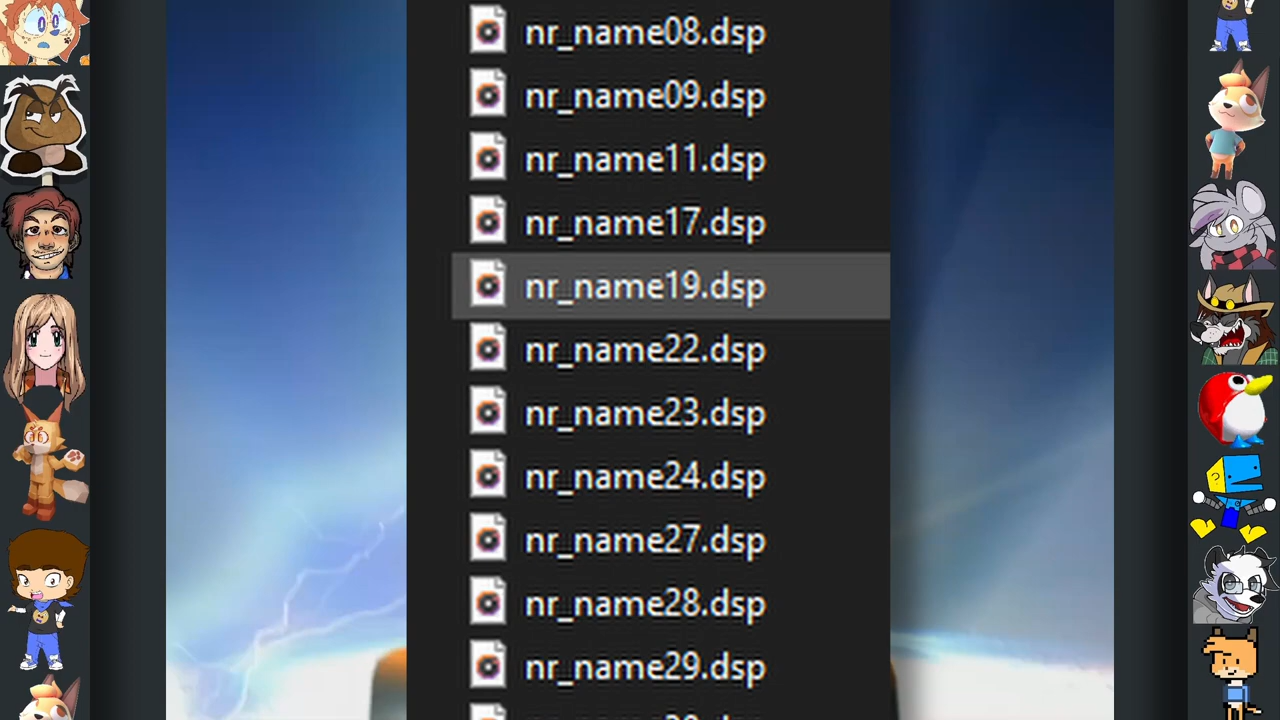 nr_name08.dsp
nr_name09.dsp
nr_name11.dsp
nr_name17.dsp
nr_name19.dsp
nr_name22.dsp
nr_name23.dsp
nr_name24.dsp
nr_name27.dsp
nr_name28.dsp
nr_name29.dsp